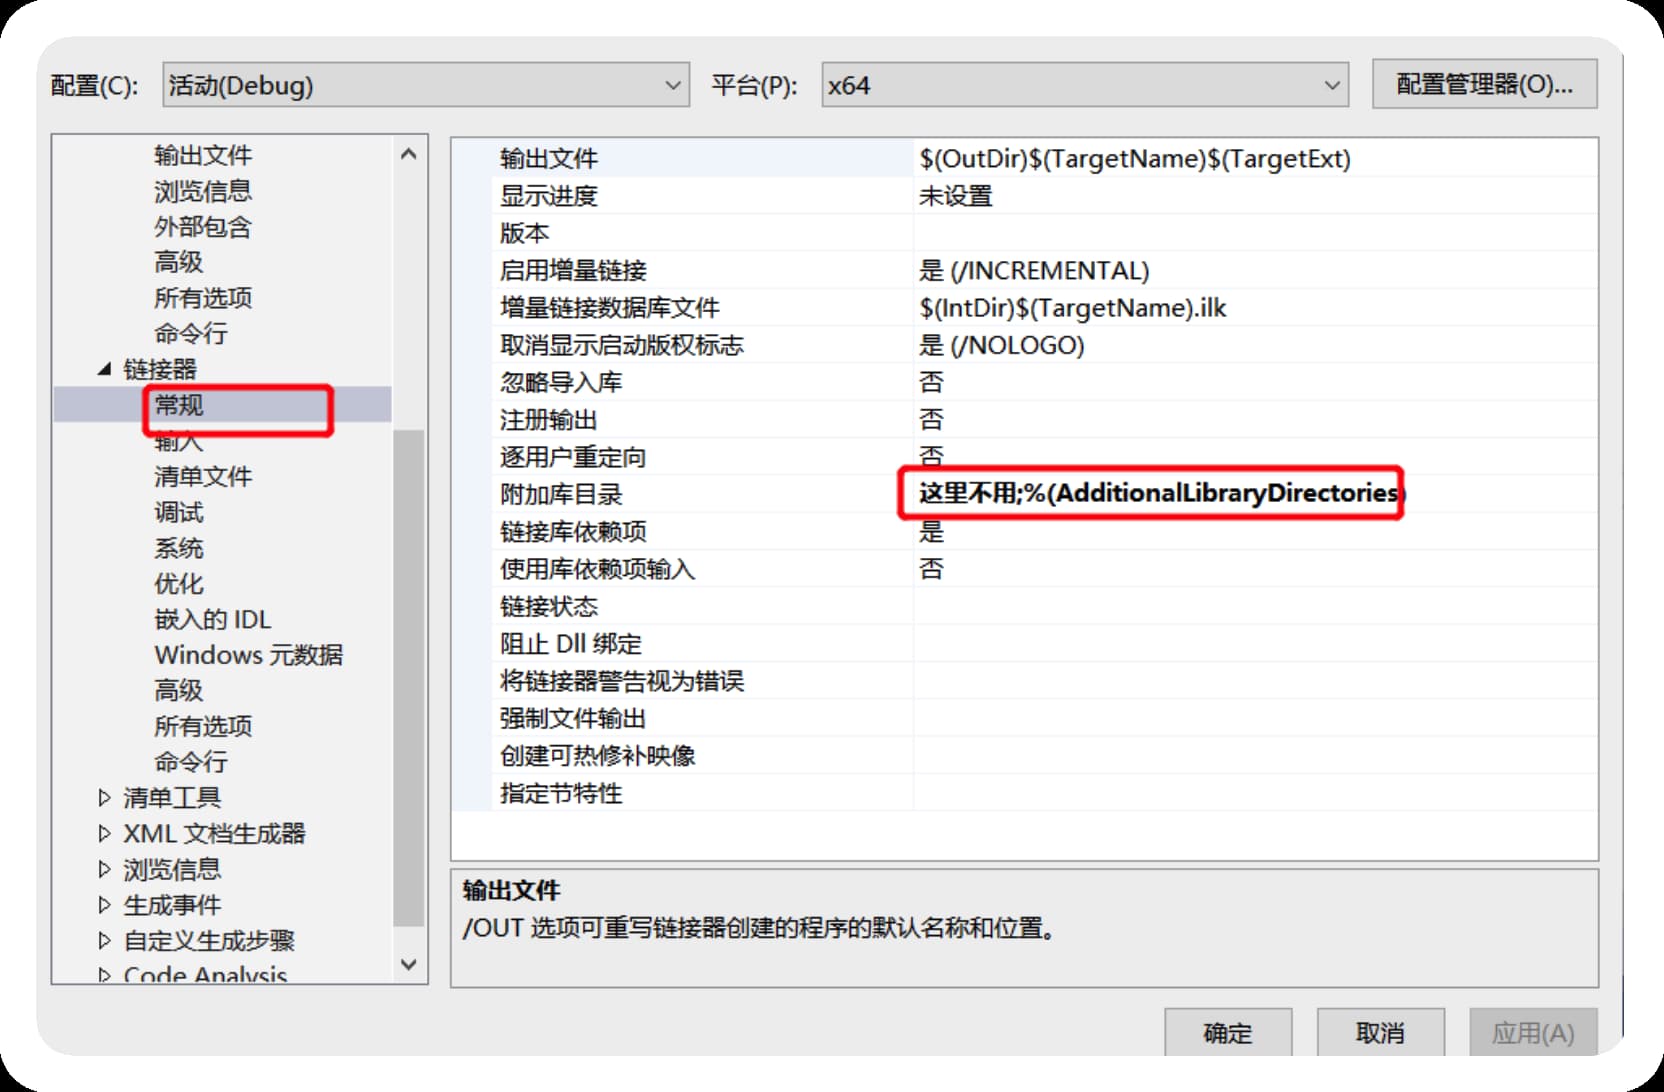 配置(C): 活动(Debug) 平台(P): x64 配置管理器(O)...
输出文件
浏览信息
外部包含
高级
所有选项
命令行
链接器
常规
输入
清单文件
调试
系统
优化
嵌入的 IDL
Windows 元数据
高级
所有选项
命令行
清单工具
XML 文档生成器
浏览信息
生成事件
自定义生成步骤
Code Analysis
输出文件 $(OutDir)$(TargetName)$(TargetExt)
显示进度 未设置
版本
启用增量链接 是 (/INCREMENTAL)
增量链接数据库文件 $(IntDir)$(TargetName).ilk
取消显示启动版权标志 是 (/NOLOGO)
忽略导入库 否
注册输出 否
逐用户重定向 否
附加库目录 这里不用;%(AdditionalLibraryDirectories)
链接库依赖项 是
使用库依赖项输入 否
链接状态
阻止 Dll 绑定
将链接器警告视为错误
强制文件输出
创建可热修补映像
指定节特性
输出文件
/OUT 选项可重写链接器创建的程序的默认名称和位置。
确定 取消 应用(A)